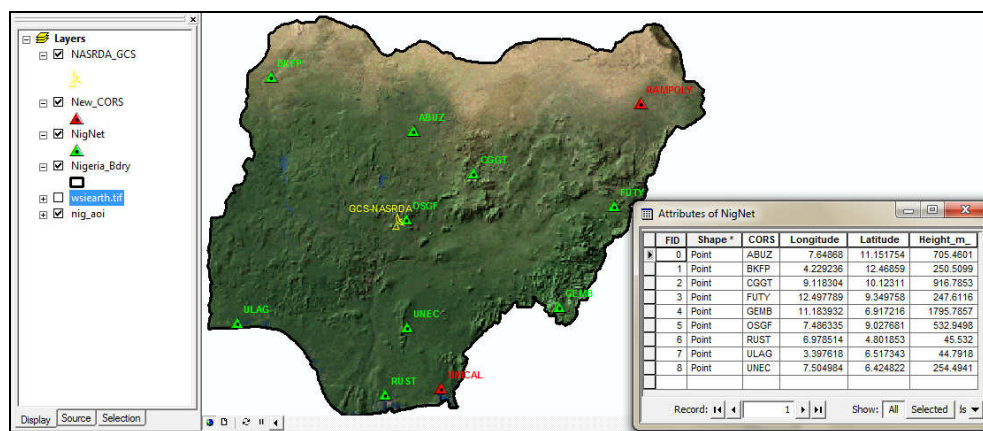 Layers
NASRDA_GCS
New_CORS
NigNet
Nigeria_Bdry
wsiearth.tif
nig_aoi
Display Source Selection
BKFP
RAMPOLY
ABUZ
CGGT
FUTY
GCS-NASRDA
OSGF
GEMB
ULAG
UNEC
UNICAL
RUST
Attributes of NigNet
FID Shape * CORS Longitude Latitude Height_m_
0 Point ABUZ 7.64868 11.151754 705.4601
1 Point BKFP 4.229236 12.46859 250.5099
2 Point CGGT 9.118304 10.12311 916.7853
3 Point FUTY 12.497789 9.349758 247.6116
4 Point GEMB 11.183932 6.917216 1795.7857
5 Point OSGF 7.486335 9.027681 532.9498
6 Point RUST 6.978514 4.801853 45.532
7 Point ULAG 3.397618 6.517343 44.7918
8 Point UNEC 7.504984 6.424822 254.4941
Record: 1 Show: All Selected ls